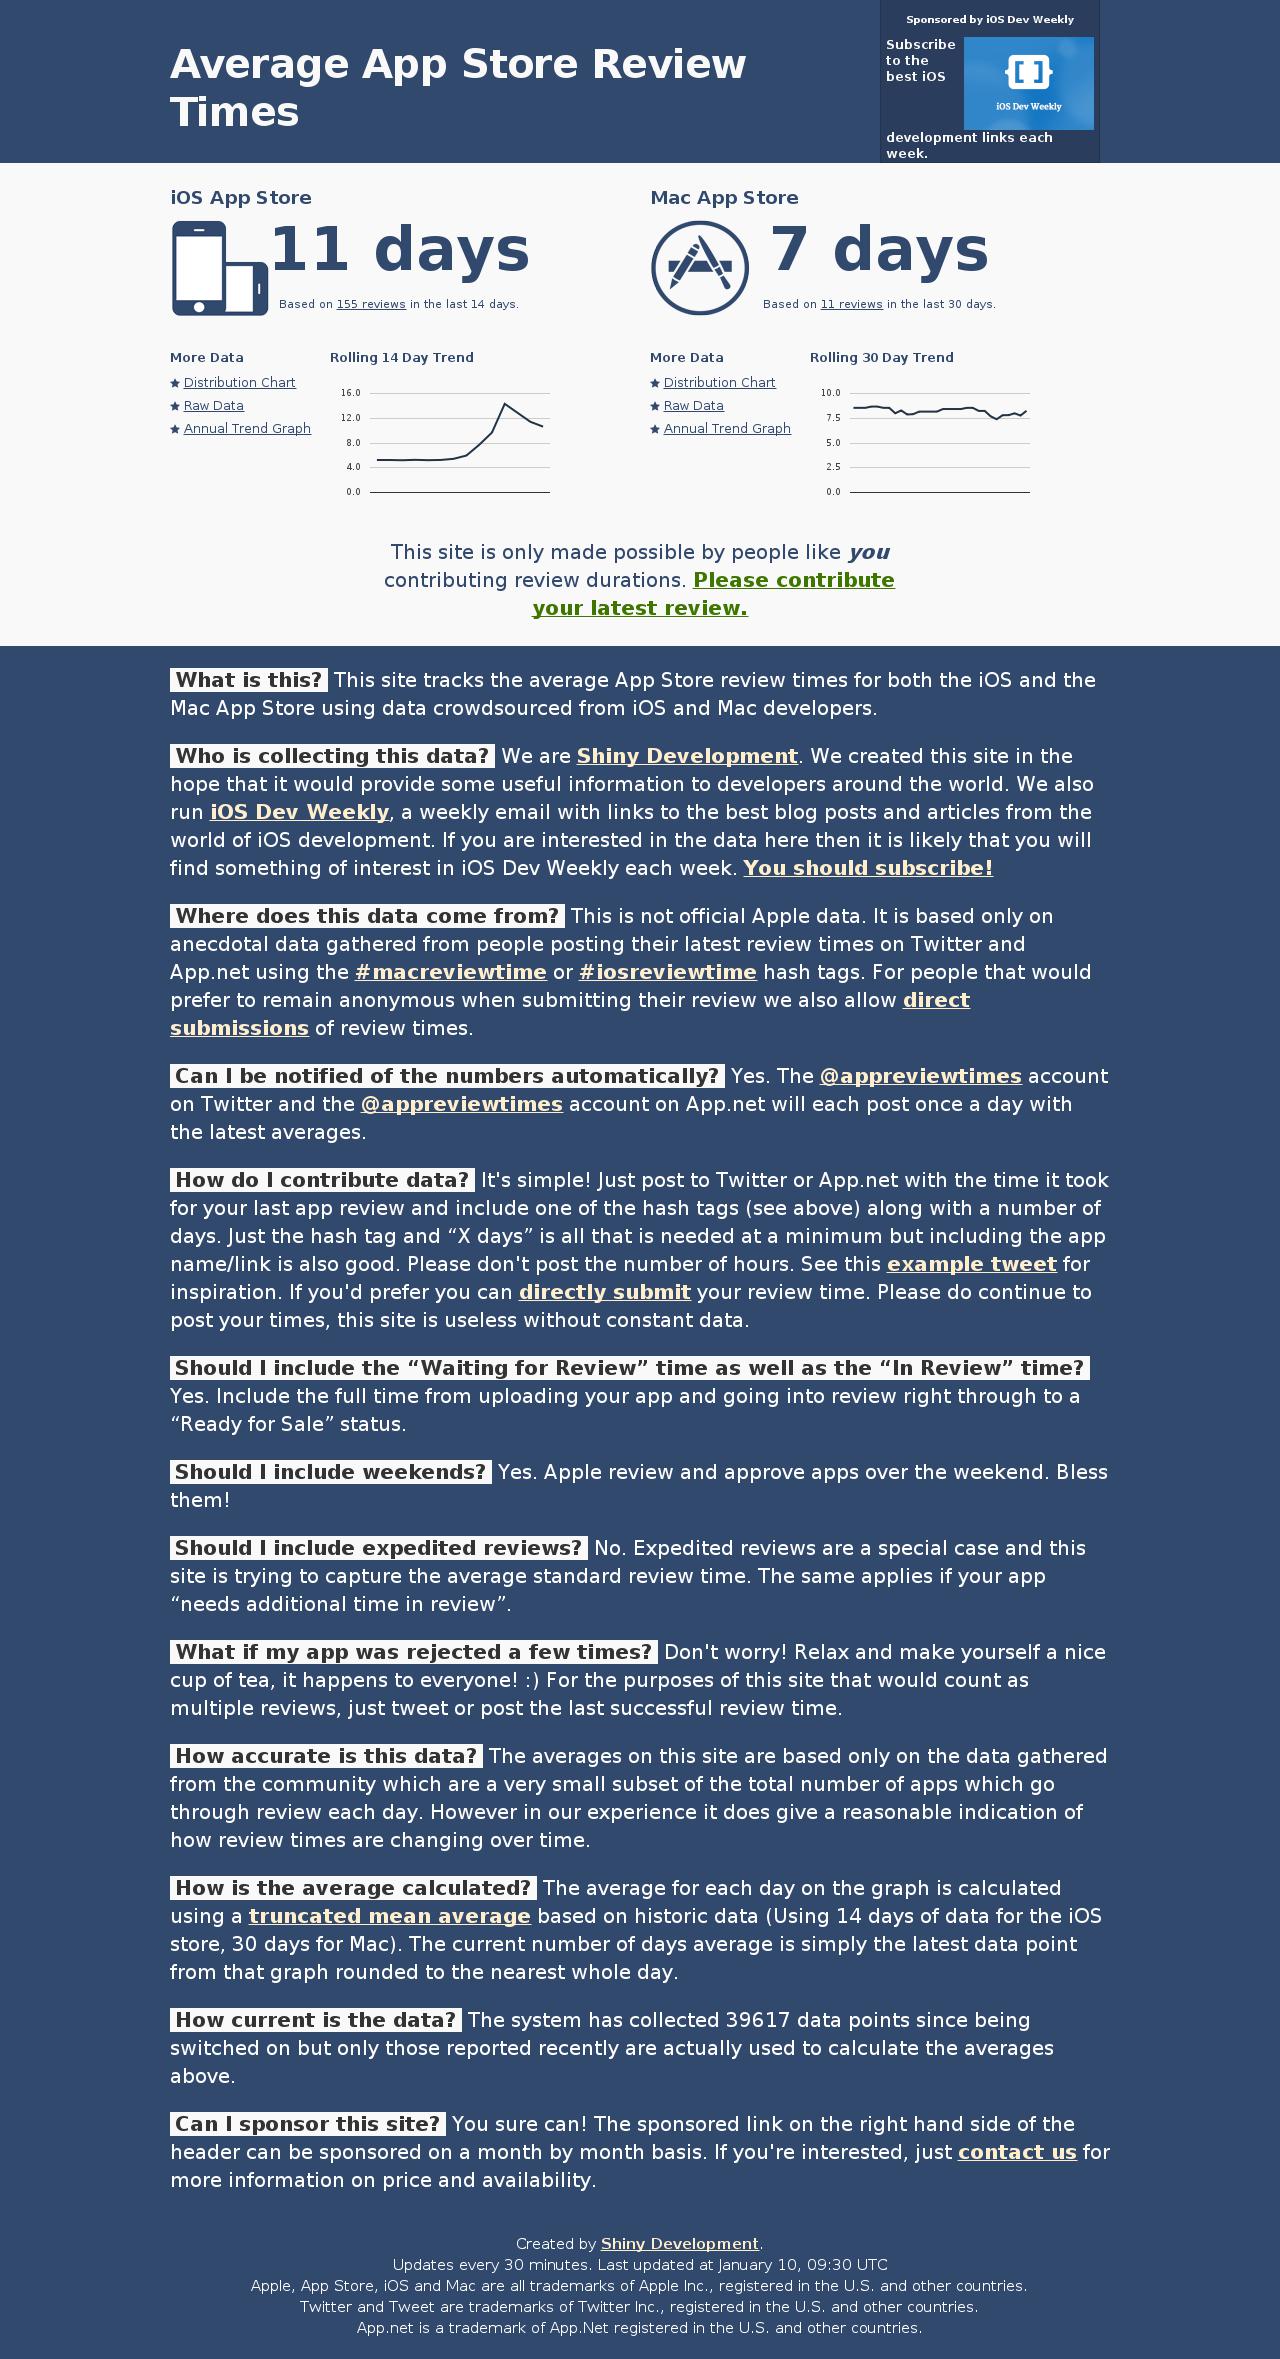 Average App Store Review
Times
Sponsored by iOS Dev Weekly
Subscribe
to the
best iOS
iOS Dev Weekly
development links each
week.
iOS App Store
11 days
Based on 155 reviews in the last 14 days.
More Data
Distribution Chart
Raw Data
Annual Trend Graph
Rolling 14 Day Trend
16.0
12.0
8.0
4.0
0.0
Mac App Store
7 days
Based on 11 reviews in the last 30 days.
More Data
Distribution Chart
Raw Data
Annual Trend Graph
Rolling 30 Day Trend
10.0
7.5
5.0
2.5
0.0
This site is only made possible by people like you
contributing review durations. Please contribute
your latest review.
What is this? This site tracks the average App Store review times for both the iOS and the
Mac App Store using data crowdsourced from iOS and Mac developers.
Who is collecting this data? We are Shiny Development. We created this site in the
hope that it would provide some useful information to developers around the world. We also
run iOS Dev Weekly, a weekly email with links to the best blog posts and articles from the
world of iOS development. If you are interested in the data here then it is likely that you will
find something of interest in iOS Dev Weekly each week. You should subscribe!
Where does this data come from? This is not official Apple data. It is based only on
anecdotal data gathered from people posting their latest review times on Twitter and
App.net using the #macreviewtime or #iosreviewtime hash tags. For people that would
prefer to remain anonymous when submitting their review we also allow direct
submissions of review times.
Can I be notified of the numbers automatically? Yes. The @appreviewtimes account
on Twitter and the @appreviewtimes account on App.net will each post once a day with
the latest averages.
How do I contribute data? It's simple! Just post to Twitter or App.net with the time it took
for your last app review and include one of the hash tags (see above) along with a number of
days. Just the hash tag and “X days” is all that is needed at a minimum but including the app
name/link is also good. Please don't post the number of hours. See this example tweet for
inspiration. If you'd prefer you can directly submit your review time. Please do continue to
post your times, this site is useless without constant data.
Should I include the “Waiting for Review” time as well as the “In Review” time?
Yes. Include the full time from uploading your app and going into review right through to a
“Ready for Sale” status.
Should I include weekends? Yes. Apple review and approve apps over the weekend. Bless
them!
Should I include expedited reviews? No. Expedited reviews are a special case and this
site is trying to capture the average standard review time. The same applies if your app
“needs additional time in review”.
What if my app was rejected a few times? Don't worry! Relax and make yourself a nice
cup of tea, it happens to everyone! :) For the purposes of this site that would count as
multiple reviews, just tweet or post the last successful review time.
How accurate is this data? The averages on this site are based only on the data gathered
from the community which are a very small subset of the total number of apps which go
through review each day. However in our experience it does give a reasonable indication of
how review times are changing over time.
How is the average calculated? The average for each day on the graph is calculated
using a truncated mean average based on historic data (Using 14 days of data for the iOS
store, 30 days for Mac). The current number of days average is simply the latest data point
from that graph rounded to the nearest whole day.
How current is the data? The system has collected 39617 data points since being
switched on but only those reported recently are actually used to calculate the averages
above.
Can I sponsor this site? You sure can! The sponsored link on the right hand side of the
header can be sponsored on a month by month basis. If you're interested, just contact us for
more information on price and availability.
Created by Shiny Development.
Updates every 30 minutes. Last updated at January 10, 09:30 UTC
Apple, App Store, iOS and Mac are all trademarks of Apple Inc., registered in the U.S. and other countries.
Twitter and Tweet are trademarks of Twitter Inc., registered in the U.S. and other countries.
App.net is a trademark of App.Net registered in the U.S. and other countries.